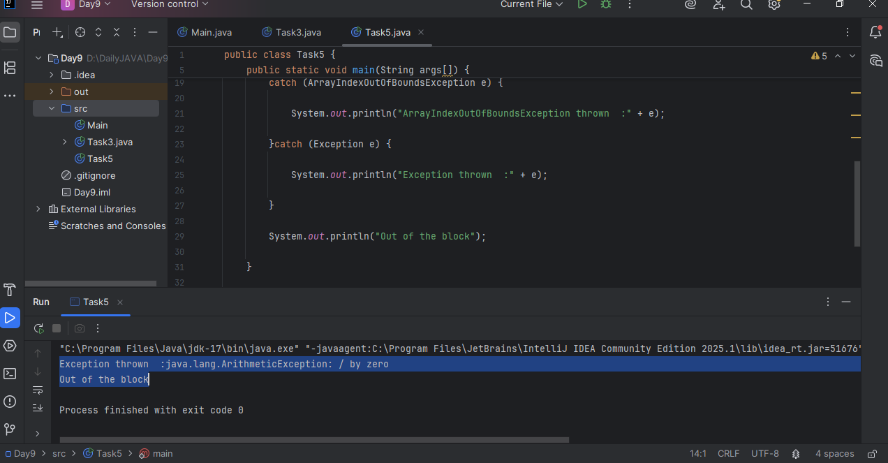 D Day9 Version control Current File
Pr
Main.java Task3.java Task5.java
Day9 D:\DailyJAVA\Day9
.idea
out
src
Main
Task3.java
Task5
.gitignore
Day9.iml
External Libraries
Scratches and Consoles
5
1 public class Task5 {
5 public static void main(String args[]) {
19 catch (ArrayIndexOutOfBoundsException e) {
20
21 System.out.println("ArrayIndexOutOfBoundsException thrown  :" + e);
22
23 }catch (Exception e) {
24
25 System.out.println("Exception thrown  :" + e);
26
27 }
28
29 System.out.println("Out of the block");
30
31 }
32
Run Task5
"C:\Program Files\Java\jdk-17\bin\java.exe" "-javaagent:C:\Program Files\JetBrains\IntelliJ IDEA Community Edition 2025.1\lib\idea_rt.jar=51676"
Exception thrown  :java.lang.ArithmeticException: / by zero
Out of the block
Process finished with exit code 0
Day9 > src > Task5 > main 14:1 CRLF UTF-8 4 spaces